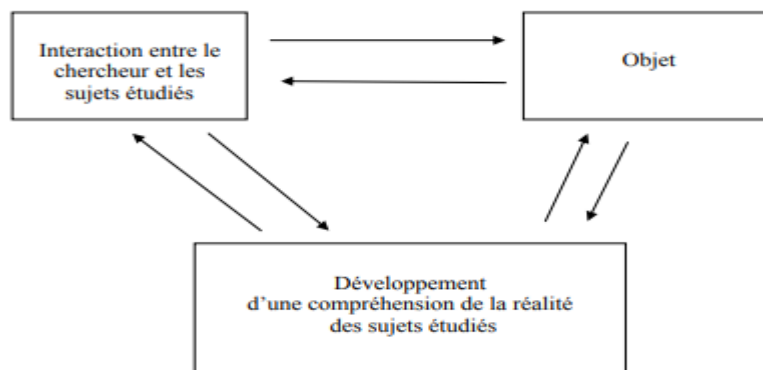 Interaction entre le
chercheur et les
sujets étudiés
Objet
Développement
d'une compréhension de la réalité
des sujets étudiés